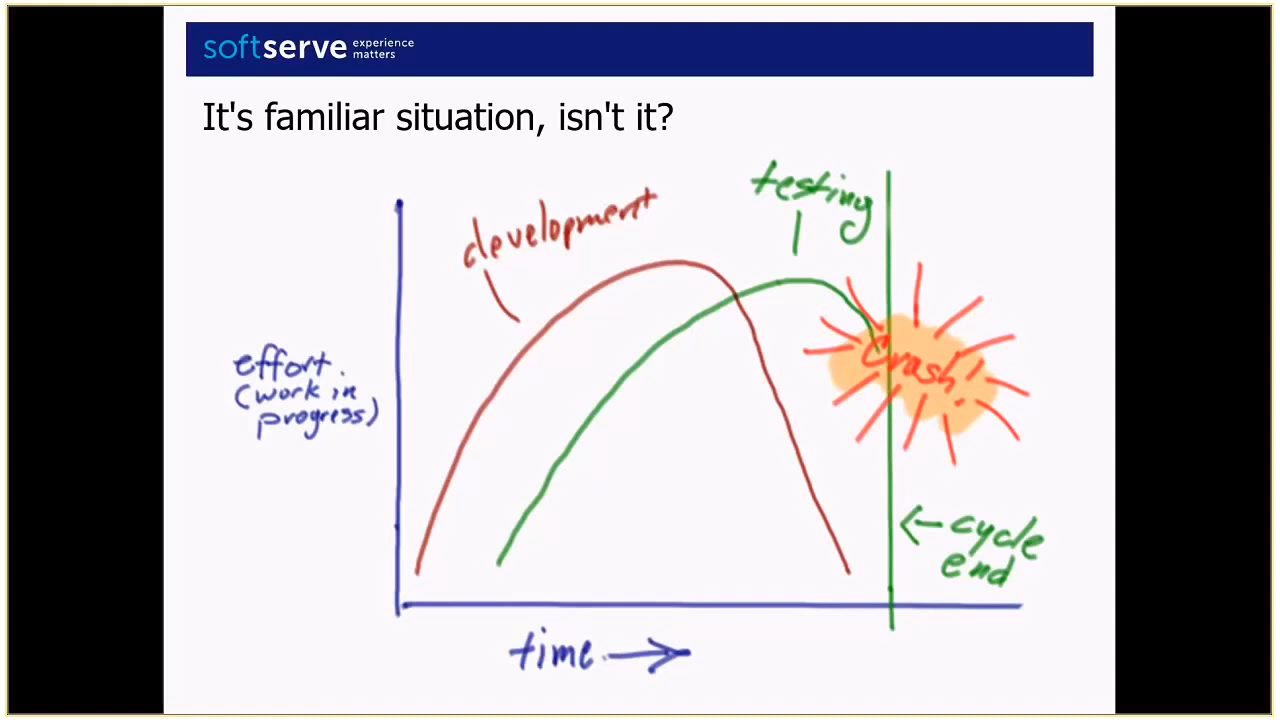 softserve experience
matters
It's familiar situation, isn't it?
testing
development
effort.
(work in
progress)
Crash!
<-cycle
end
time